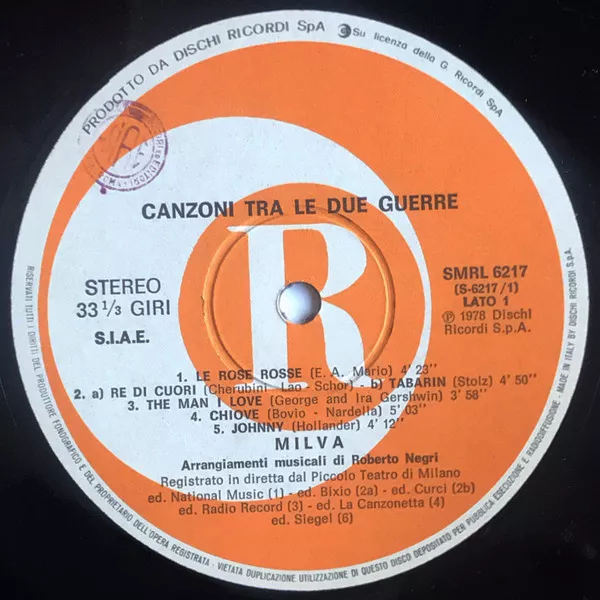 PRODOTTO DA DISCHI RICORDI SpA
Su licenza della G. Ricordi SpA
CANZONI TRA LE DUE GUERRE
R
STEREO
33 1/3 GIRI
S.I.A.E.
SMRL 6217
(S-6217/1)
LATO 1
℗ 1978 Dischi
Ricordi S.p.A.
1. LE ROSE ROSSE (E. A. Mario) 4' 23''
2. a) RE DI CUORI (Cherubini - Lao - Schor) - b) TABARIN (Stolz) 4' 50''
3. THE MAN I LOVE (George and Ira Gershwin) 3' 58''
4. CHIOVE (Bovio - Nardella) 5' 03''
5. JOHNNY (Hollander) 4' 12''
MILVA
Arrangiamenti musicali di Roberto Negri
Registrato in diretta dal Piccolo Teatro di Milano
ed. National Music (1) - ed. Bixio (2a) - ed. Curci (2b)
ed. Radio Record (3) - ed. La Canzonetta (4)
ed. Siegel (6)
RISERVATI TUTTI I DIRITTI DEL PRODUTTORE FONOGRAFICO E DEL PROPRIETARIO DELL'OPERA REGISTRATA - VIETATA DUPLICAZIONE UTILIZZAZIONE DI QUESTO DISCO DEPOSITATO PER PUBBLICA ESECUZIONE E RADIODIFFUSIONE.
MADE IN ITALY BY DISCHI RICORDI S.p.A.